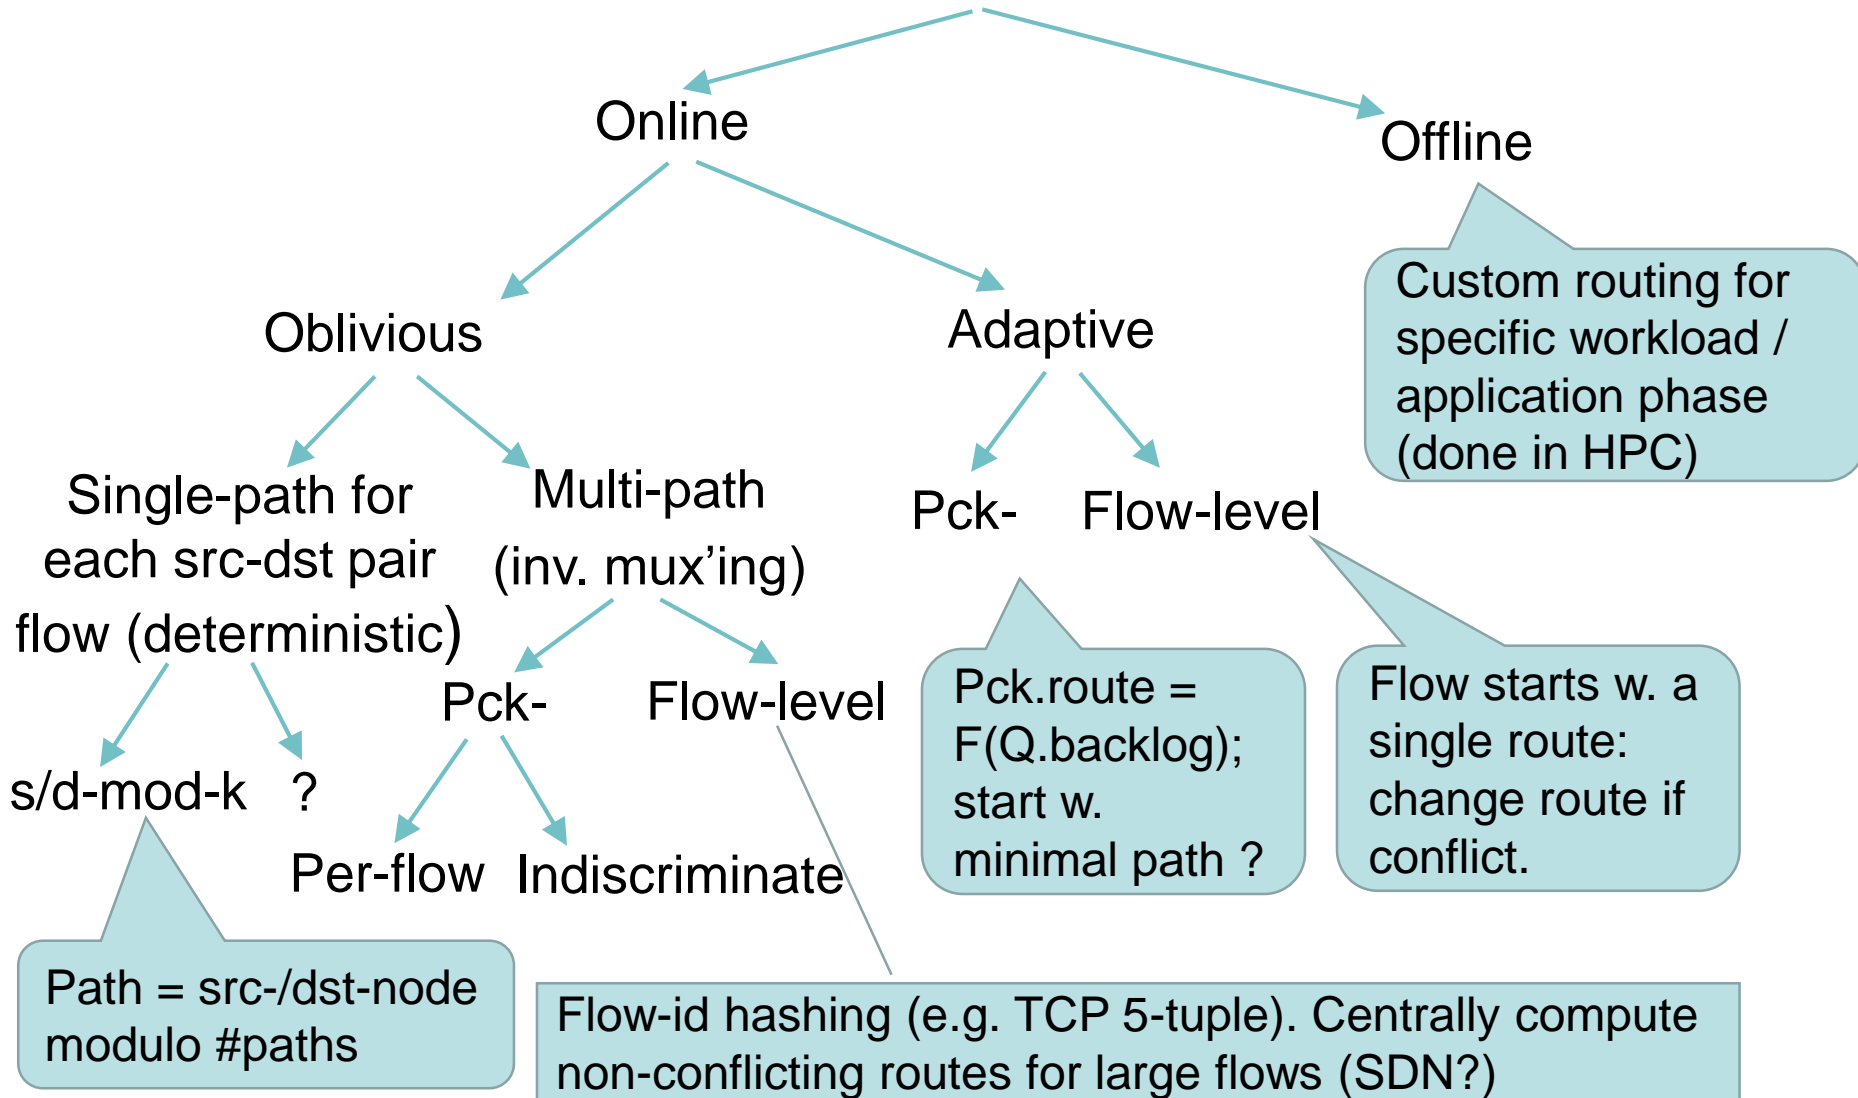 Online
Offline
Custom routing for
specific workload /
application phase
(done in HPC)
Oblivious
Adaptive
Single-path for
each src-dst pair
flow (deterministic)
Multi-path
(inv. mux’ing)
Pck-
Flow-level
Pck-
Flow-level
Pck.route =
F(Q.backlog);
start w.
minimal path ?
Flow starts w. a
single route:
change route if
conflict.
s/d-mod-k
?
Per-flow
Indiscriminate
Path = src-/dst-node
modulo #paths
Flow-id hashing (e.g. TCP 5-tuple). Centrally compute
non-conflicting routes for large flows (SDN?)